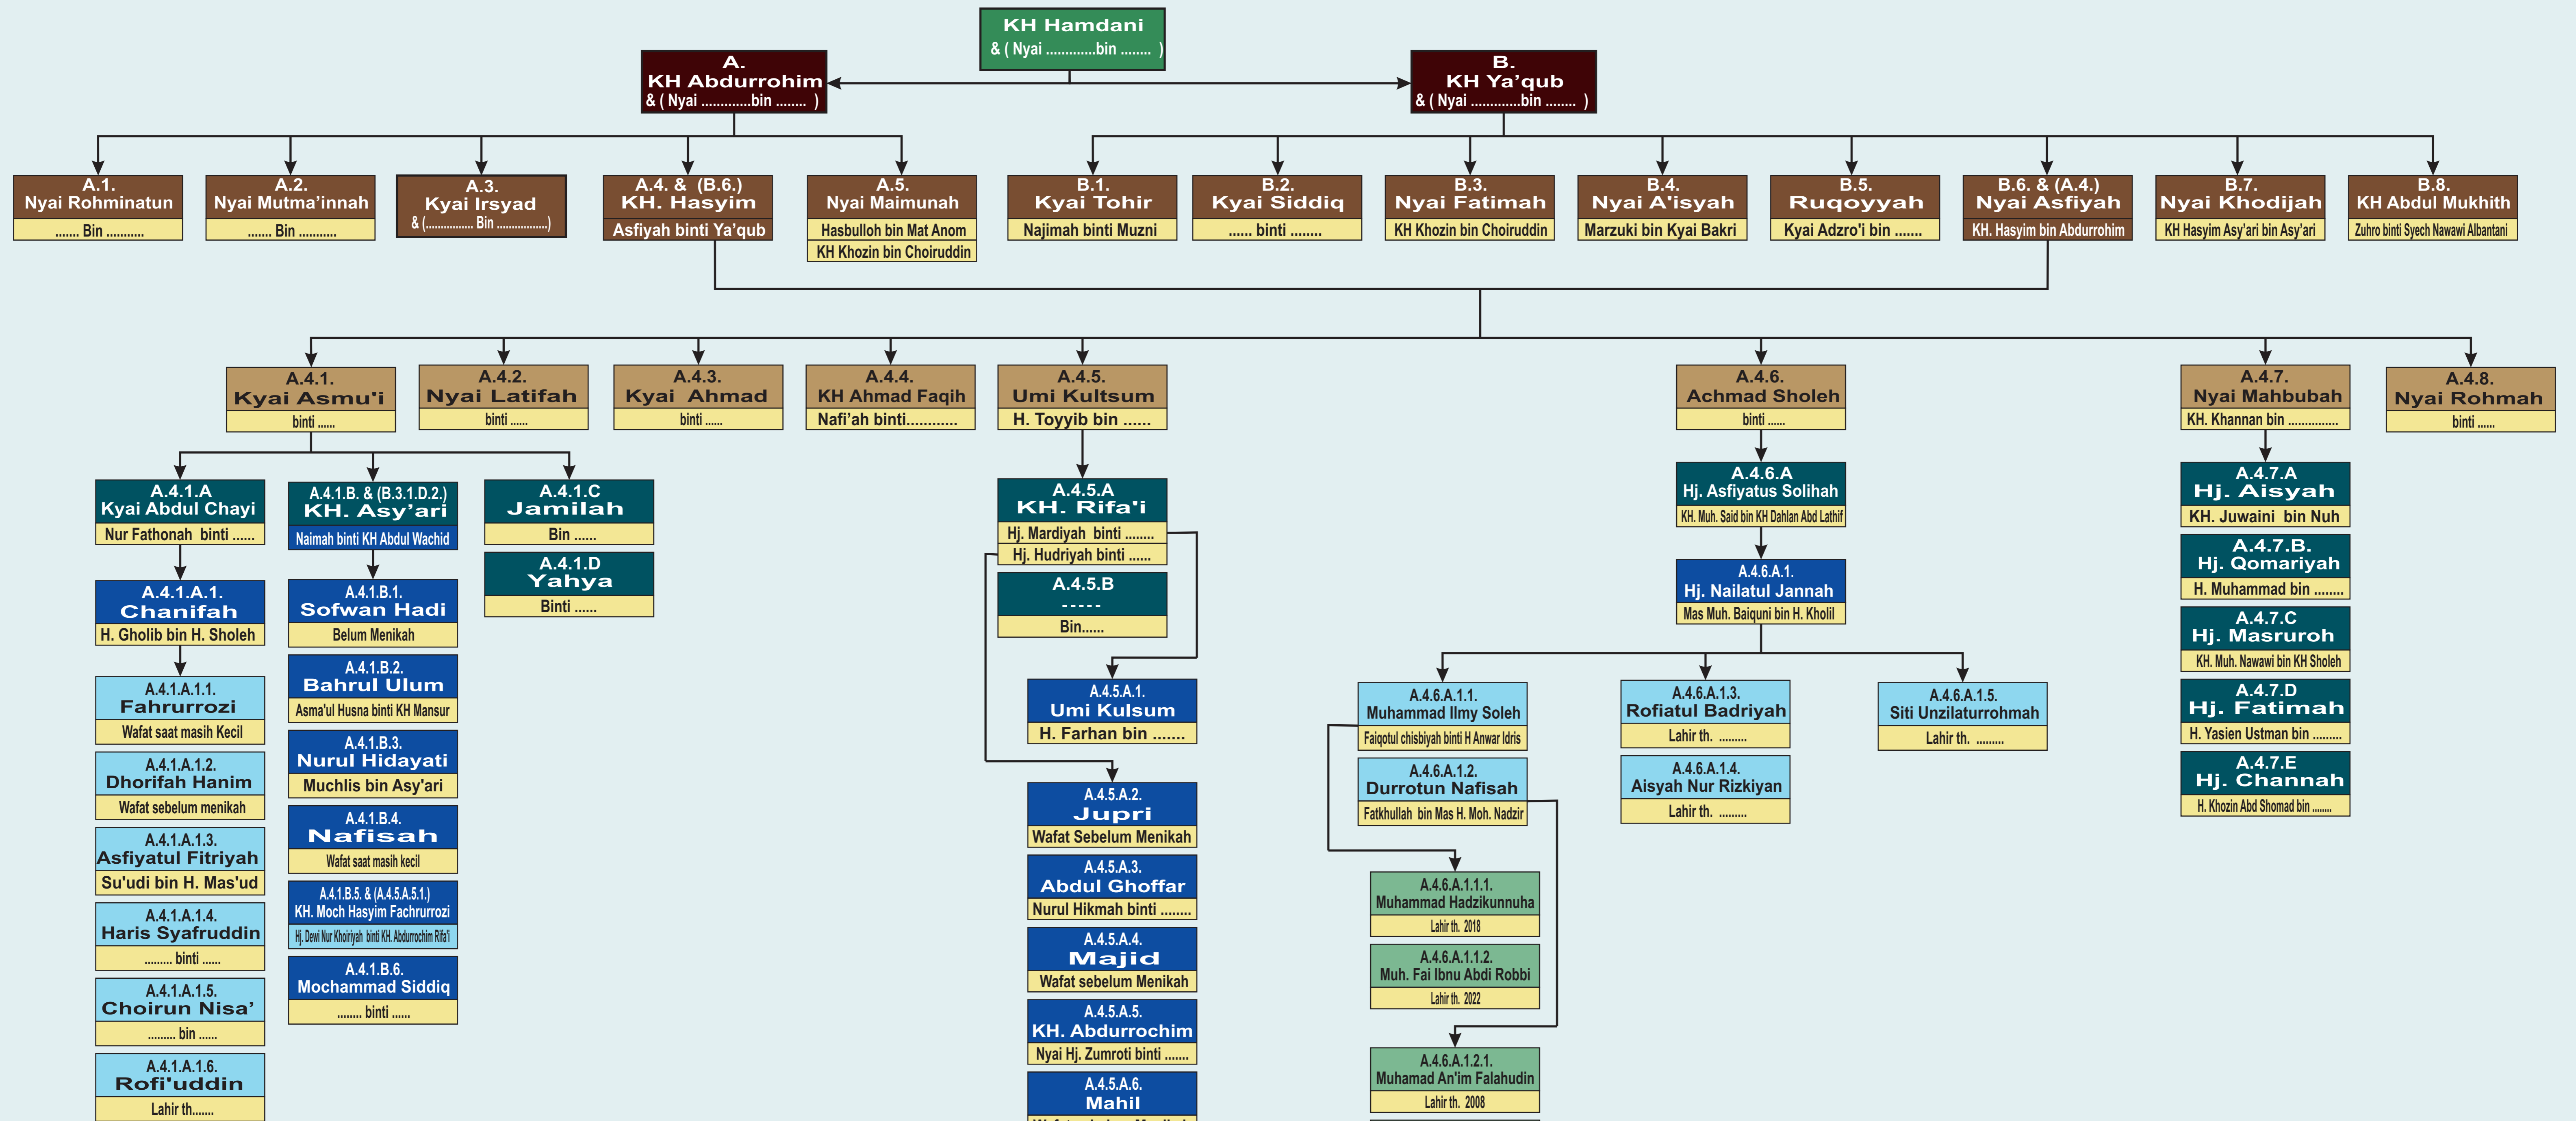 KH Hamdani
& ( Nyai .............bin ........ )
A.
KH Abdurrohim
& ( Nyai .............bin ........ )
B.
KH Ya’qub
& ( Nyai .............bin ........ )
A.1.
Nyai Rohminatun
....... Bin ..........
A.2.
Nyai Mutma’innah
....... Bin ..........
A.3.
Kyai Irsyad
& (................ Bin .................)
A.4. & (B.6.)
KH. Hasyim
Asfiyah binti Ya’qub
A.5.
Nyai Maimunah
Hasbulloh bin Mat Anom
KH Khozin bin Choiruddin
B.1.
Kyai Tohir
Najimah binti Muzni
B.2.
Kyai Siddiq
...... binti ........
B.3.
Nyai Fatimah
KH Khozin bin Choiruddin
B.4.
Nyai A'isyah
Marzuki bin Kyai Bakri
B.5.
Ruqoyyah
Kyai Adzro'i bin .......
B.6. & (A.4.)
Nyai Asfiyah
KH. Hasyim bin Abdurrohim
B.7.
Nyai Khodijah
KH Hasyim Asy’ari bin Asy’ari
B.8.
KH Abdul Mukhith
Zuhro binti Syech Nawawi Albantani
A.4.1.
Kyai Asmu'i
binti ......
A.4.2.
Nyai Latifah
binti ......
A.4.3.
Kyai Ahmad
binti ......
A.4.4.
KH Ahmad Faqih
Nafi’ah binti............
A.4.5.
Umi Kultsum
H. Toyyib bin ......
A.4.6.
Achmad Sholeh
binti ......
A.4.7.
Nyai Mahbubah
KH. Khannan bin ...............
A.4.8.
Nyai Rohmah
binti ......
A.4.1.A
Kyai Abdul Chayi
Nur Fathonah binti ......
A.4.1.A.1.
Chanifah
H. Gholib bin H. Sholeh
A.4.1.A.1.1.
Fahrurrozi
Wafat saat masih Kecil
A.4.1.A.1.2.
Dhorifah Hanim
Wafat sebelum menikah
A.4.1.A.1.3.
Asfiyatul Fitriyah
Su'udi bin H. Mas'ud
A.4.1.A.1.4.
Haris Syafruddin
......... binti ......
A.4.1.A.1.5.
Choirun Nisa’
......... bin ......
A.4.1.A.1.6.
Rofi'uddin
Lahir th.......
A.4.1.B. & (B.3.1.D.2.)
KH. Asy’ari
Naimah binti KH Abdul Wachid
A.4.1.B.1.
Sofwan Hadi
Belum Menikah
A.4.1.B.2.
Bahrul Ulum
Asma'ul Husna binti KH Mansur
A.4.1.B.3.
Nurul Hidayati
Muchlis bin Asy'ari
A.4.1.B.4.
Nafisah
Wafat saat masih kecil
A.4.1.B.5. & (A.4.5.A.5.1.)
KH. Moch Hasyim Fachrurrozi
Hj. Dewi Nur Khoiriyah binti KH. Abdurrochim Rifa'i
A.4.1.B.6.
Mochammad Siddiq
........ binti ......
A.4.1.C
Jamilah
Bin ......
A.4.1.D
Yahya
Binti ......
A.4.5.A
KH. Rifa'i
Hj. Mardiyah binti ........
Hj. Hudriyah binti ......
A.4.5.B
-----
Bin......
A.4.5.A.1.
Umi Kulsum
H. Farhan bin .......
A.4.5.A.2.
Jupri
Wafat Sebelum Menikah
A.4.5.A.3.
Abdul Ghoffar
Nurul Hikmah binti ........
A.4.5.A.4.
Majid
Wafat sebelum Menikah
A.4.5.A.5.
KH. Abdurrochim
Nyai Hj. Zumroti binti .......
A.4.5.A.6.
Mahil
A.4.6.A
Hj. Asfiyatus Solihah
KH. Muh. Said bin KH Dahlan Abd Lathif
A.4.6.A.1.
Hj. Nailatul Jannah
Mas Muh. Baiquni bin H. Kholil
A.4.6.A.1.1.
Muhammad Ilmy Soleh
Faiqotul chisbiyah binti H Anwar Idris
A.4.6.A.1.2.
Durrotun Nafisah
Fatkhullah bin Mas H. Moh. Nadzir
A.4.6.A.1.3.
Rofiatul Badriyah
Lahir th. .........
A.4.6.A.1.4.
Aisyah Nur Rizkiyan
Lahir th. .........
A.4.6.A.1.5.
Siti Unzilaturrohmah
Lahir th. .........
A.4.6.A.1.1.1.
Muhammad Hadzikunnuha
Lahir th. 2018
A.4.6.A.1.1.2.
Muh. Fai Ibnu Abdi Robbi
Lahir th. 2022
A.4.6.A.1.2.1.
Muhamad An'im Falahudin
Lahir th. 2008
A.4.7.A
Hj. Aisyah
KH. Juwaini bin Nuh
A.4.7.B.
Hj. Qomariyah
H. Muhammad bin ........
A.4.7.C
Hj. Masruroh
KH. Muh. Nawawi bin KH Sholeh
A.4.7.D
Hj. Fatimah
H. Yasien Ustman bin .........
A.4.7.E
Hj. Channah
H. Khozin Abd Shomad bin ........